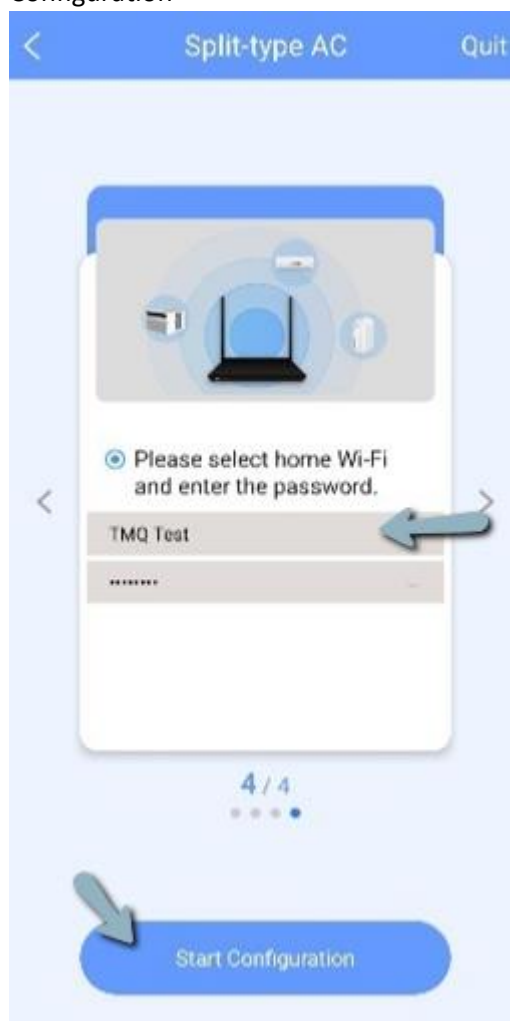 Split-type AC Quit
Please select home Wi-Fi
and enter the password.
TMQ Test
••••••••
4 / 4
Start Configuration